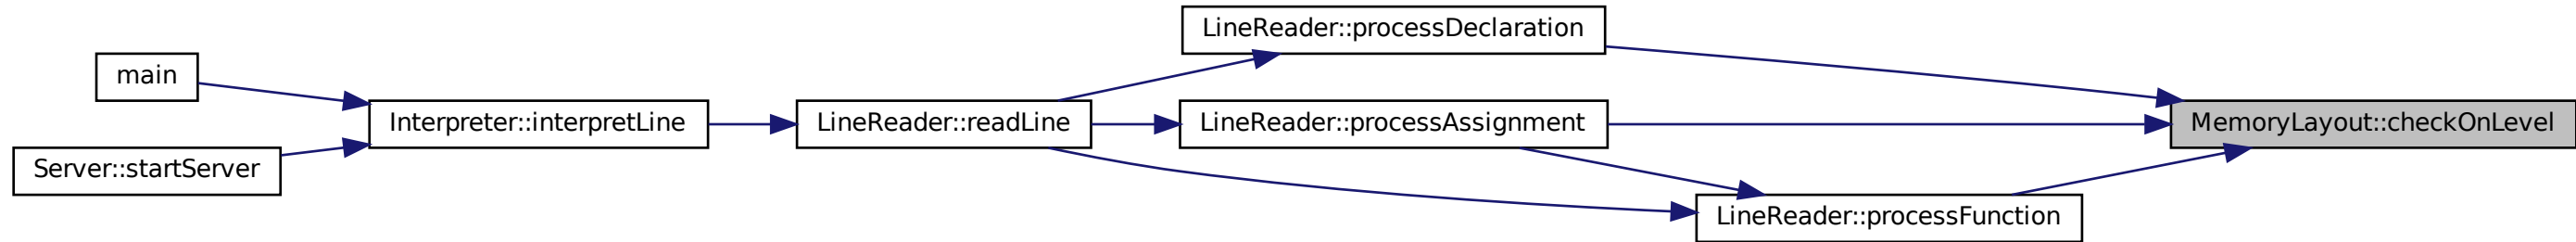 main
Server::startServer
Interpreter::interpretLine
LineReader::readLine
LineReader::processDeclaration
LineReader::processAssignment
LineReader::processFunction
MemoryLayout::checkOnLevel